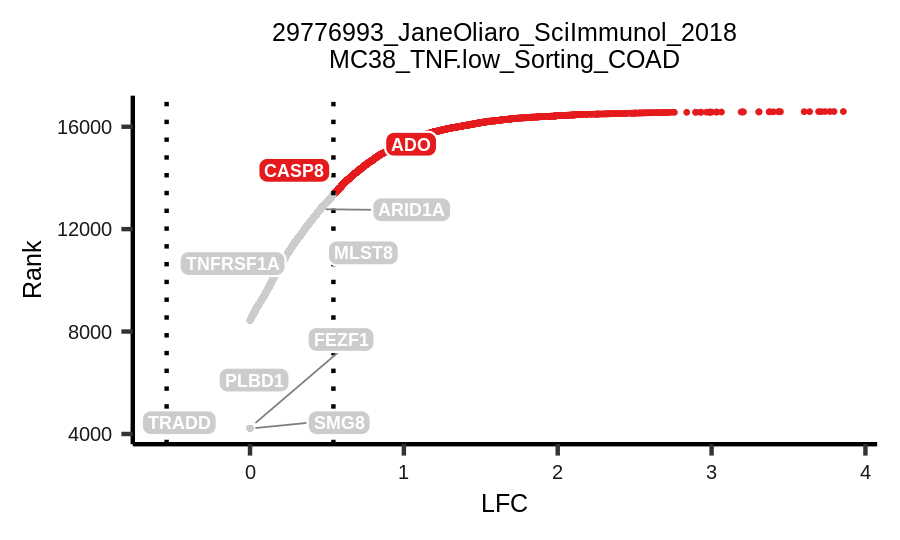 29776993_JaneOliaro_SciImmunol_2018
MC38_TNF.low_Sorting_COAD
16000
ADO
CASP8
ARID1A
12000
MLST8
TNFRSF1A
Rank
8000
FEZF1
PLBD1
TRADD
SMG8
4000
0 1 2 3 4
LFC